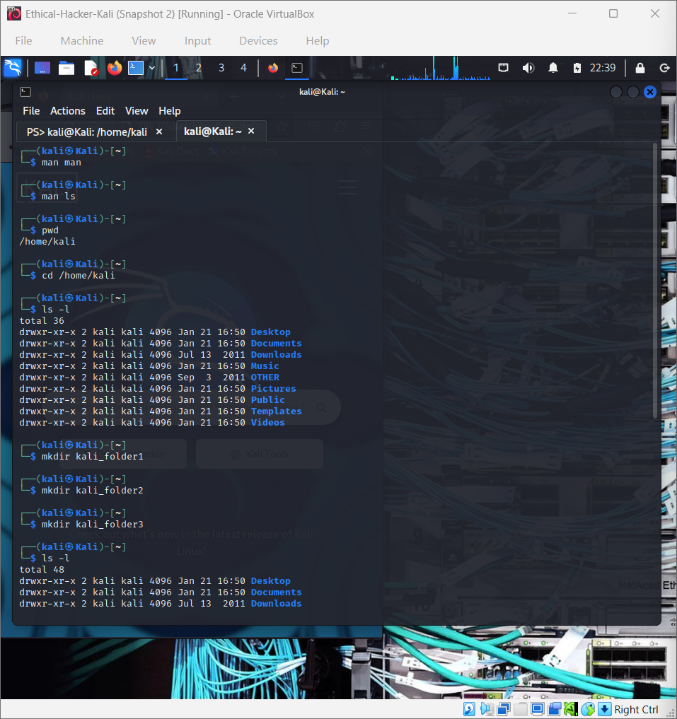 Ethical-Hacker-Kali (Snapshot 2) [Running] - Oracle VirtualBox
File Machine View Input Devices Help
1 2 3 4 22:39
kali@Kali: ~
File Actions Edit View Help
PS> kali@Kali: /home/kali kali@Kali: ~
┌──(kali㉿Kali)-[~]
└─$ man man
┌──(kali㉿Kali)-[~]
└─$ man ls
┌──(kali㉿Kali)-[~]
└─$ pwd
/home/kali
┌──(kali㉿Kali)-[~]
└─$ cd /home/kali
┌──(kali㉿Kali)-[~]
└─$ ls -l
total 36
drwxr-xr-x 2 kali kali 4096 Jan 21 16:50 Desktop
drwxr-xr-x 2 kali kali 4096 Jan 21 16:50 Documents
drwxr-xr-x 2 kali kali 4096 Jul 13  2011 Downloads
drwxr-xr-x 2 kali kali 4096 Jan 21 16:50 Music
drwxr-xr-x 2 kali kali 4096 Sep  3  2011 OTHER
drwxr-xr-x 2 kali kali 4096 Jan 21 16:50 Pictures
drwxr-xr-x 2 kali kali 4096 Jan 21 16:50 Public
drwxr-xr-x 2 kali kali 4096 Jan 21 16:50 Templates
drwxr-xr-x 2 kali kali 4096 Jan 21 16:50 Videos
┌──(kali㉿Kali)-[~]
└─$ mkdir kali_folder1
┌──(kali㉿Kali)-[~]
└─$ mkdir kali_folder2
┌──(kali㉿Kali)-[~]
└─$ mkdir kali_folder3
┌──(kali㉿Kali)-[~]
└─$ ls -l
total 48
drwxr-xr-x 2 kali kali 4096 Jan 21 16:50 Desktop
drwxr-xr-x 2 kali kali 4096 Jan 21 16:50 Documents
drwxr-xr-x 2 kali kali 4096 Jul 13  2011 Downloads
Right Ctrl